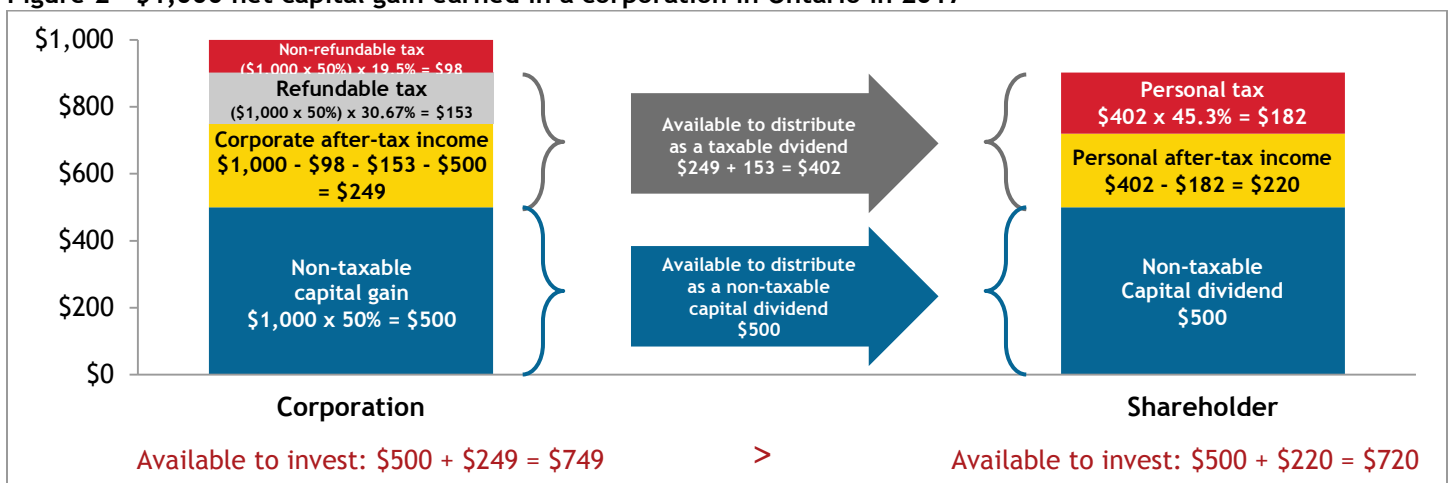 $1,000
$800
$600
$400
$200
$0
Non-refundable tax
($1,000 x 50%) x 19.5% = $98
Refundable tax
($1,000 x 50%) x 30.67% = $153
Corporate after-tax income
$1,000 - $98 - $153 - $500
= $249
Non-taxable
capital gain
$1,000 x 50% = $500
Available to distribute
as a taxable dvidend
$249 + 153 = $402
Available to distribute
as a non-taxable
capital dividend
$500
Personal tax
$402 x 45.3% = $182
Personal after-tax income
$402 - $182 = $220
Non-taxable
Capital dividend
$500
Corporation
Shareholder
Available to invest: $500 + $249 = $749
>
Available to invest: $500 + $220 = $720